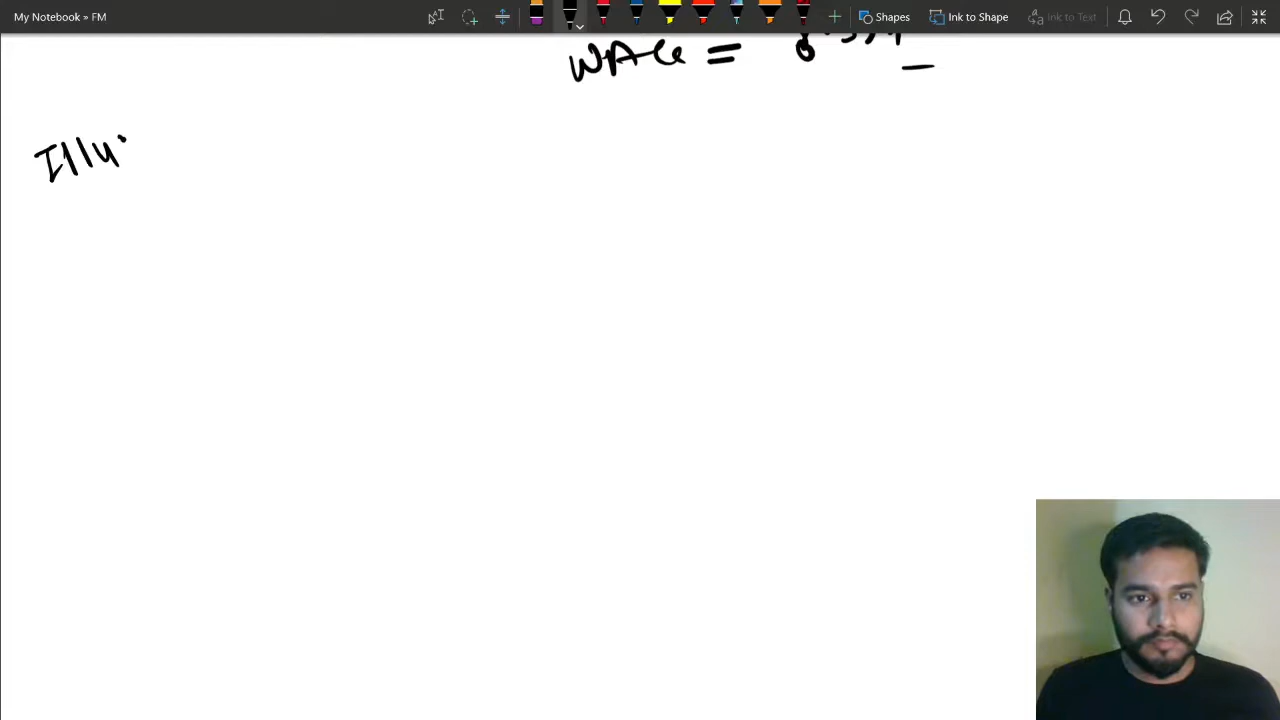 My Notebook » FM
Shapes
Ink to Shape
Ink to Text
WACC =
Illu